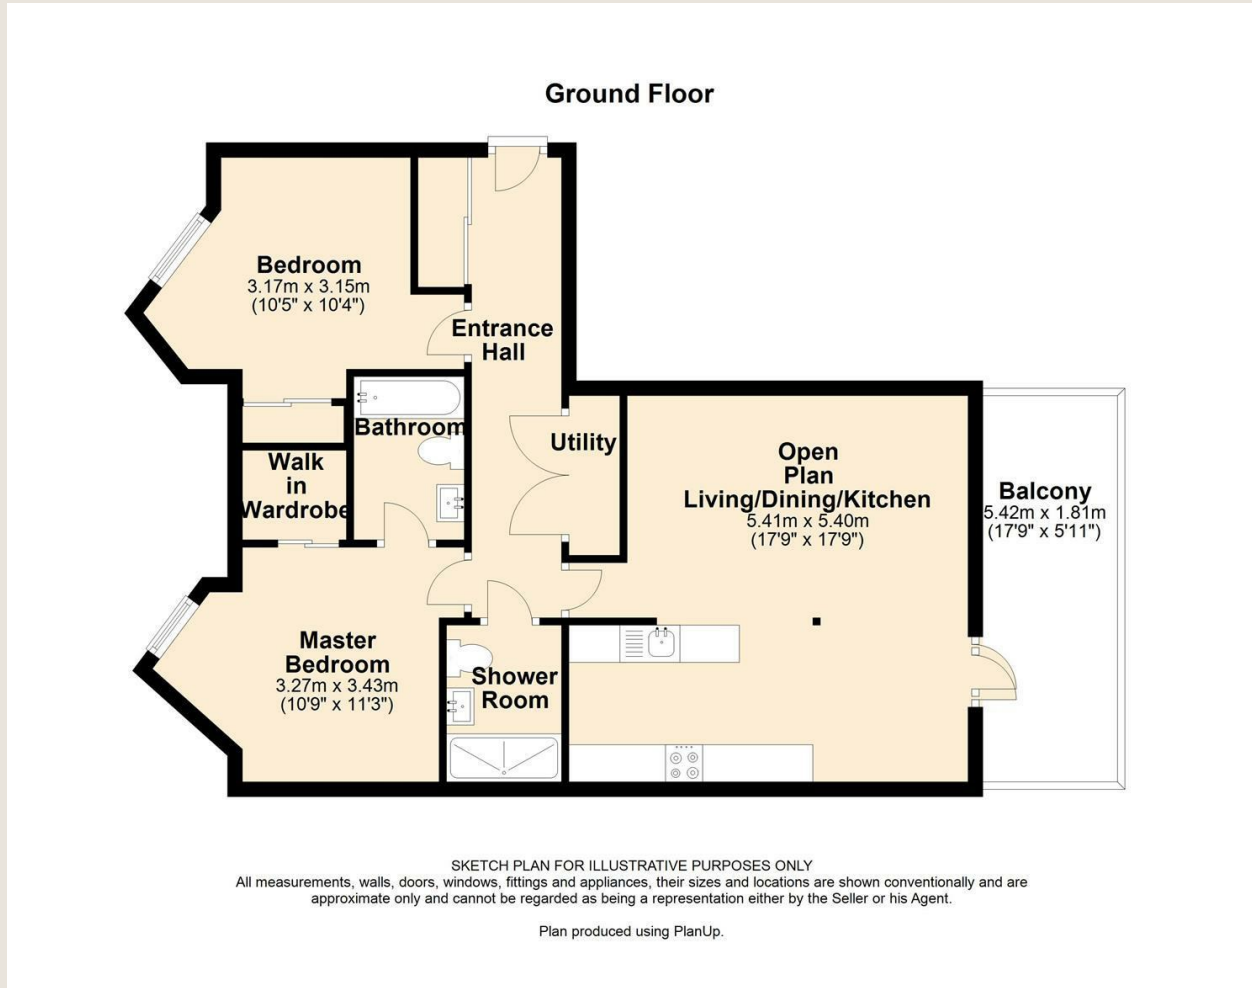 Ground Floor
Bedroom
3.17m x 3.15m
(10'5" x 10'4")
Entrance
Hall
Bathroom
Utility
Walk
in
Wardrobe
Open
Plan
Living/Dining/Kitchen
5.41m x 5.40m
(17'9" x 17'9")
Balcony
5.42m x 1.81m
(17'9" x 5'11")
Master
Bedroom
3.27m x 3.43m
(10'9" x 11'3")
Shower
Room
SKETCH PLAN FOR ILLUSTRATIVE PURPOSES ONLY
All measurements, walls, doors, windows, fittings and appliances, their sizes and locations are shown conventionally and are
approximate only and cannot be regarded as being a representation either by the Seller or his Agent.
Plan produced using PlanUp.